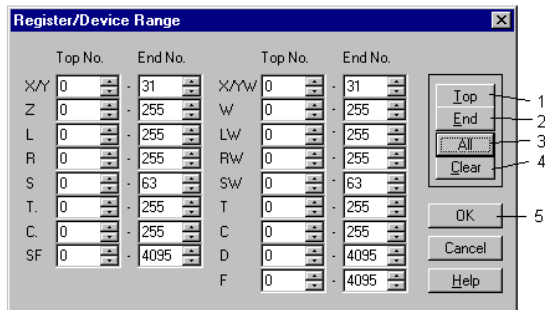 Register/Device Range
Top No. End No. Top No. End No.
X/Y 0 - 31 X/YW 0 - 31
Z 0 - 255 W 0 - 255
L 0 - 255 LW 0 - 255
R 0 - 255 RW 0 - 255
S 0 - 63 SW 0 - 63
T. 0 - 255 T 0 - 255
C. 0 - 255 C 0 - 255
SF 0 - 4095 D 0 - 4095
F 0 - 4095
Top 1
End 2
All 3
Clear 4
OK 5
Cancel
Help